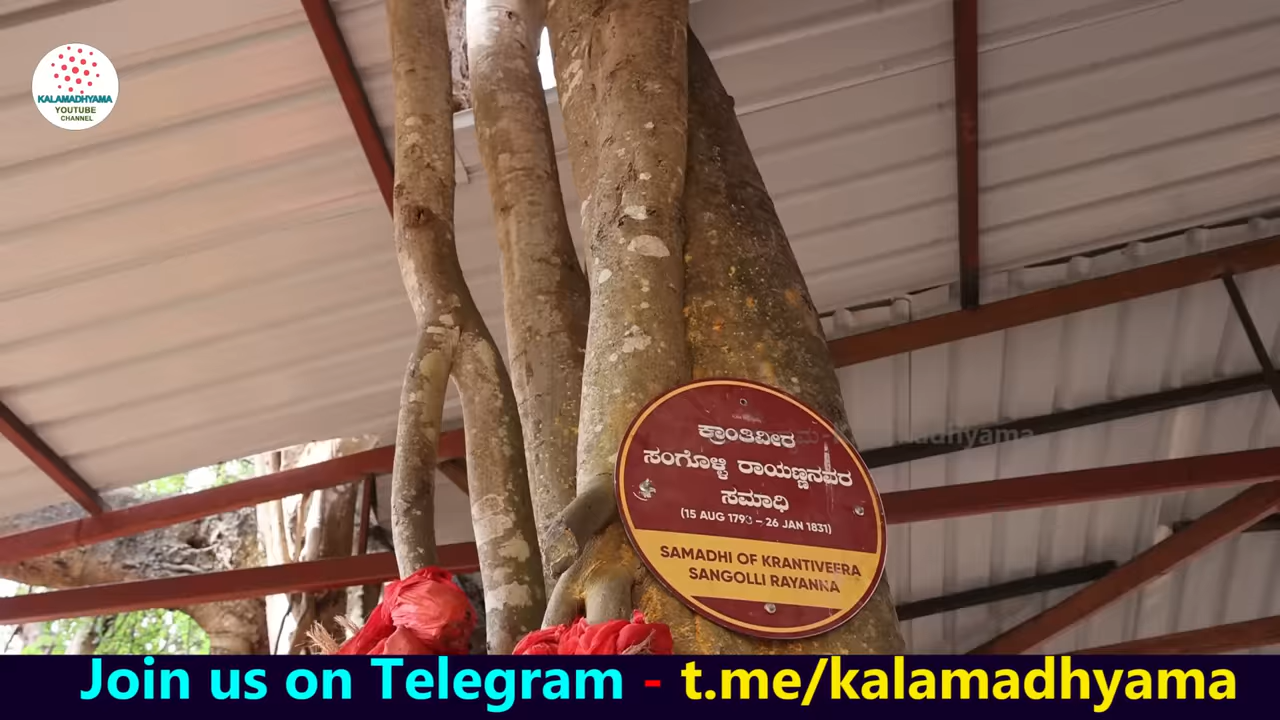 KALAMADHYAMA
YOUTUBE
CHANNEL
ಕ್ರಾಂತಿವೀರ
ಸಂಗೊಳ್ಳಿ ರಾಯಣ್ಣನವರ
ಸಮಾಧಿ
(15 AUG 1798 – 26 JAN 1831)
SAMADHI OF KRANTIVEERA
SANGOLLI RAYANNA
Join us on Telegram - t.me/kalamadhyama